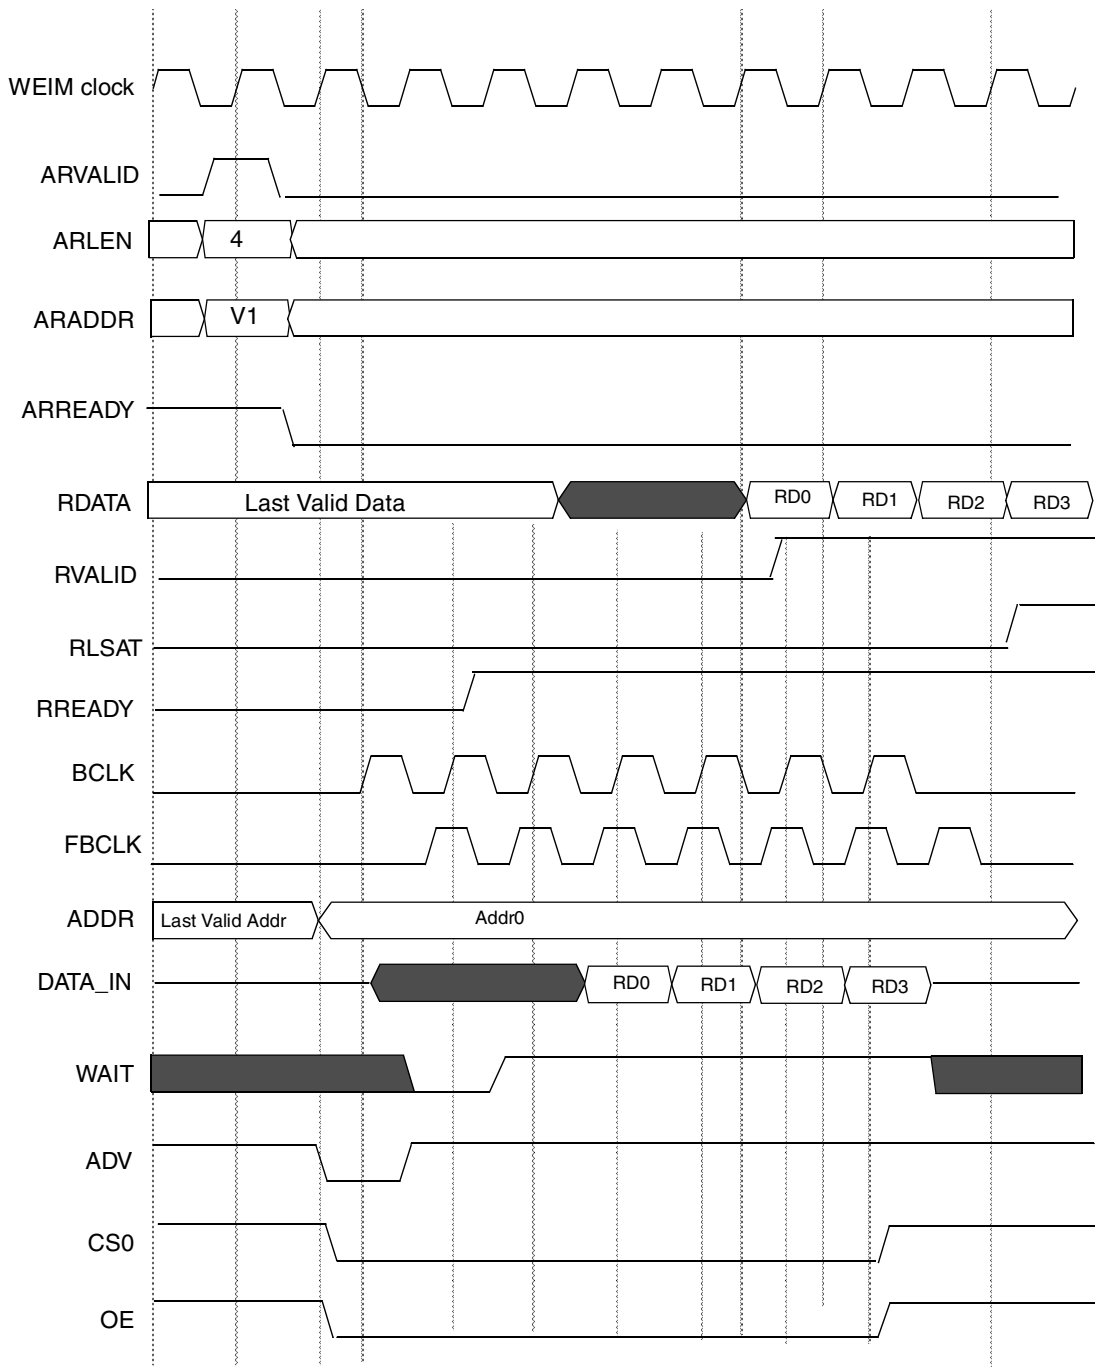 WEIM clock
ARVALID
ARLEN 4
ARADDR V1
ARREADY
RDATA Last Valid Data RD0 RD1 RD2 RD3
RVALID
RLSAT
RREADY
BCLK
FBCLK
ADDR Last Valid Addr Addr0
DATA_IN RD0 RD1 RD2 RD3
WAIT
ADV
CS0
OE